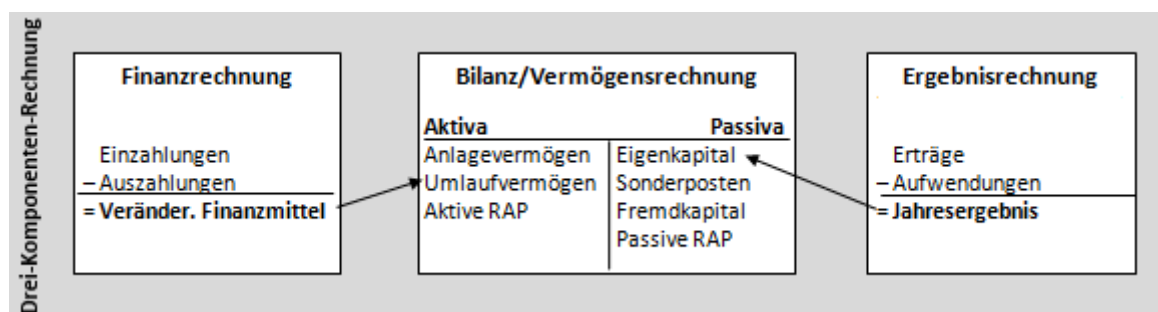 Drei-Komponenten-Rechnung
Finanzrechnung
Einzahlungen
– Auszahlungen
= Veränder. Finanzmittel
Bilanz/Vermögensrechnung
Aktiva Passiva
Anlagevermögen Eigenkapital
Umlaufvermögen Sonderposten
Aktive RAP Fremdkapital
Passive RAP
Ergebnisrechnung
Erträge
– Aufwendungen
= Jahresergebnis